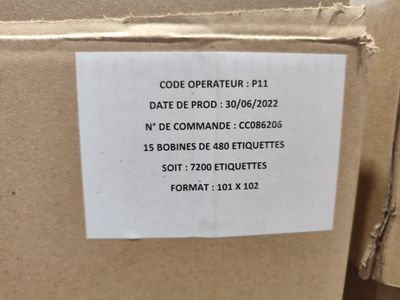 CODE OPERATEUR : P11
DATE DE PROD : 30/06/2022
N° DE COMMANDE : CC086206
15 BOBINES DE 480 ETIQUETTES
SOIT : 7200 ETIQUETTES
FORMAT : 101 X 102